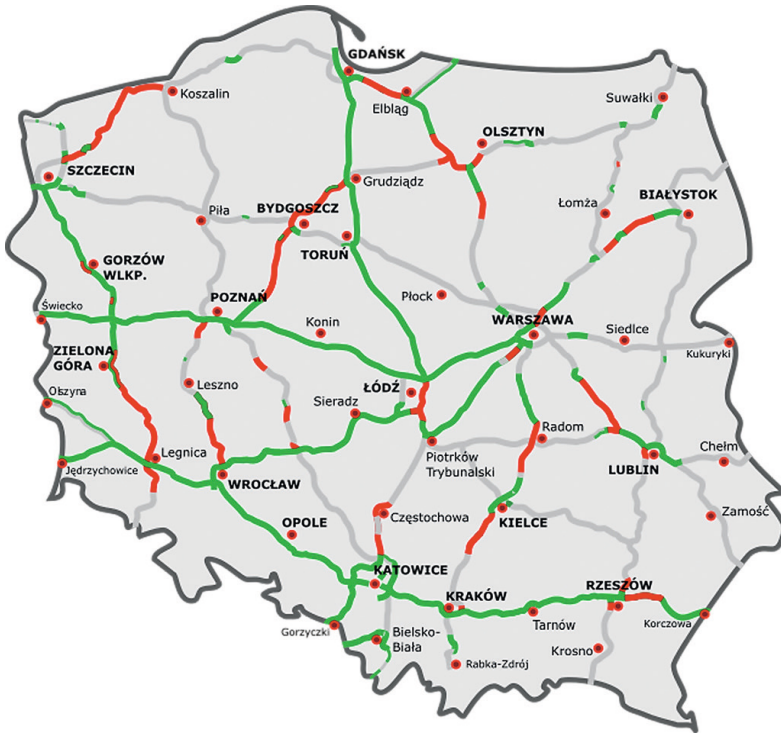 GDAŃSK
Koszalin
Elbląg
Suwałki
OLSZTYN
SZCZECIN
Grudziądz
BYDGOSZCZ
Łomża
BIAŁYSTOK
Piła
TORUŃ
GORZÓW
WLKP.
POZNAŃ
Płock
Świecko
Konin
WARSZAWA
Siedlce
Kukuryki
ZIELONA
GÓRA
Leszno
ŁÓDŹ
Olszyna
Sieradz
Radom
Legnica
Piotrków
Trybunalski
Chełm
Jędrzychowice
WROCŁAW
LUBLIN
OPOLE
Częstochowa
KIELCE
Zamość
KATOWICE
KRAKÓW
RZESZÓW
Gorzyczki
Tarnów
Korczowa
Bielsko-
Biała
Rabka-Zdrój
Krosno